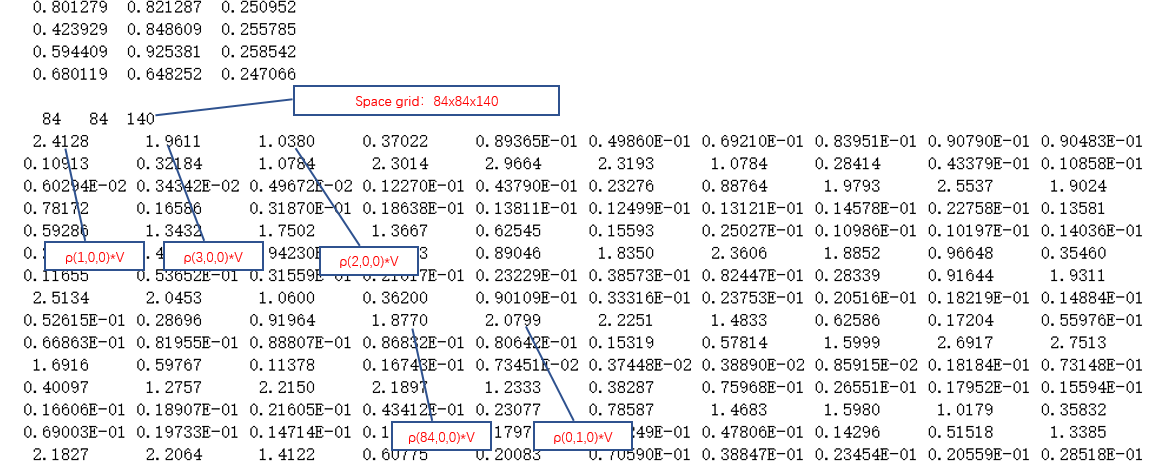 0.801279 0.821287 0.250952
0.423929 0.848609 0.255785
0.594409 0.925381 0.258542
0.680119 0.648252 0.247066
Space grid: 84x84x140
84 84 140
2.4128 1.9611 1.0380 0.37022 0.89365E-01 0.49860E-01 0.69210E-01 0.83951E-01 0.90790E-01 0.90483E-01
0.10913 0.32184 1.0784 2.3014 2.9664 2.3193 1.0784 0.28414 0.43379E-01 0.10858E-01
0.60294E-02 0.34342E-02 0.49672E-02 0.12270E-01 0.43790E-01 0.23276 0.88764 1.9793 2.5537 1.9024
0.78172 0.16586 0.31870E-01 0.18638E-01 0.13811E-01 0.12499E-01 0.13121E-01 0.14578E-01 0.22758E-01 0.13581
0.59286 1.3432 1.7502 1.3667 0.62545 0.15593 0.25027E-01 0.10986E-01 0.10197E-01 0.14036E-01
ρ(1,0,0)*V ρ(3,0,0)*V ρ(2,0,0)*V 0.89046 1.8350 2.3606 1.8852 0.96648 0.35460
0.11655 0.53652E-01 0.31559E-01 0.21617E-01 0.23229E-01 0.38573E-01 0.82447E-01 0.28339 0.91644 1.9311
2.5134 2.0453 1.0600 0.36200 0.90109E-01 0.33316E-01 0.23753E-01 0.20516E-01 0.18219E-01 0.14884E-01
0.52615E-01 0.28696 0.91964 1.8770 2.0799 2.2251 1.4833 0.62586 0.17204 0.55976E-01
0.66863E-01 0.81955E-01 0.88807E-01 0.86832E-01 0.80642E-01 0.15319 0.57814 1.5999 2.6917 2.7513
1.6916 0.59767 0.11378 0.16743E-01 0.73451E-02 0.37448E-02 0.38890E-02 0.85915E-02 0.18184E-01 0.73148E-01
0.40097 1.2757 2.2150 2.1897 1.2333 0.38287 0.75968E-01 0.26551E-01 0.17952E-01 0.15594E-01
0.16606E-01 0.18907E-01 0.21605E-01 0.43412E-01 0.23077 0.78587 1.4683 1.5980 1.0179 0.35832
0.69003E-01 0.19733E-01 0.14714E-01 ρ(84,0,0)*V ρ(0,1,0)*V 0.47806E-01 0.14296 0.51518 1.3385
2.1827 2.2064 1.4122 0.60775 0.20083 0.70590E-01 0.38847E-01 0.23454E-01 0.20559E-01 0.28518E-01